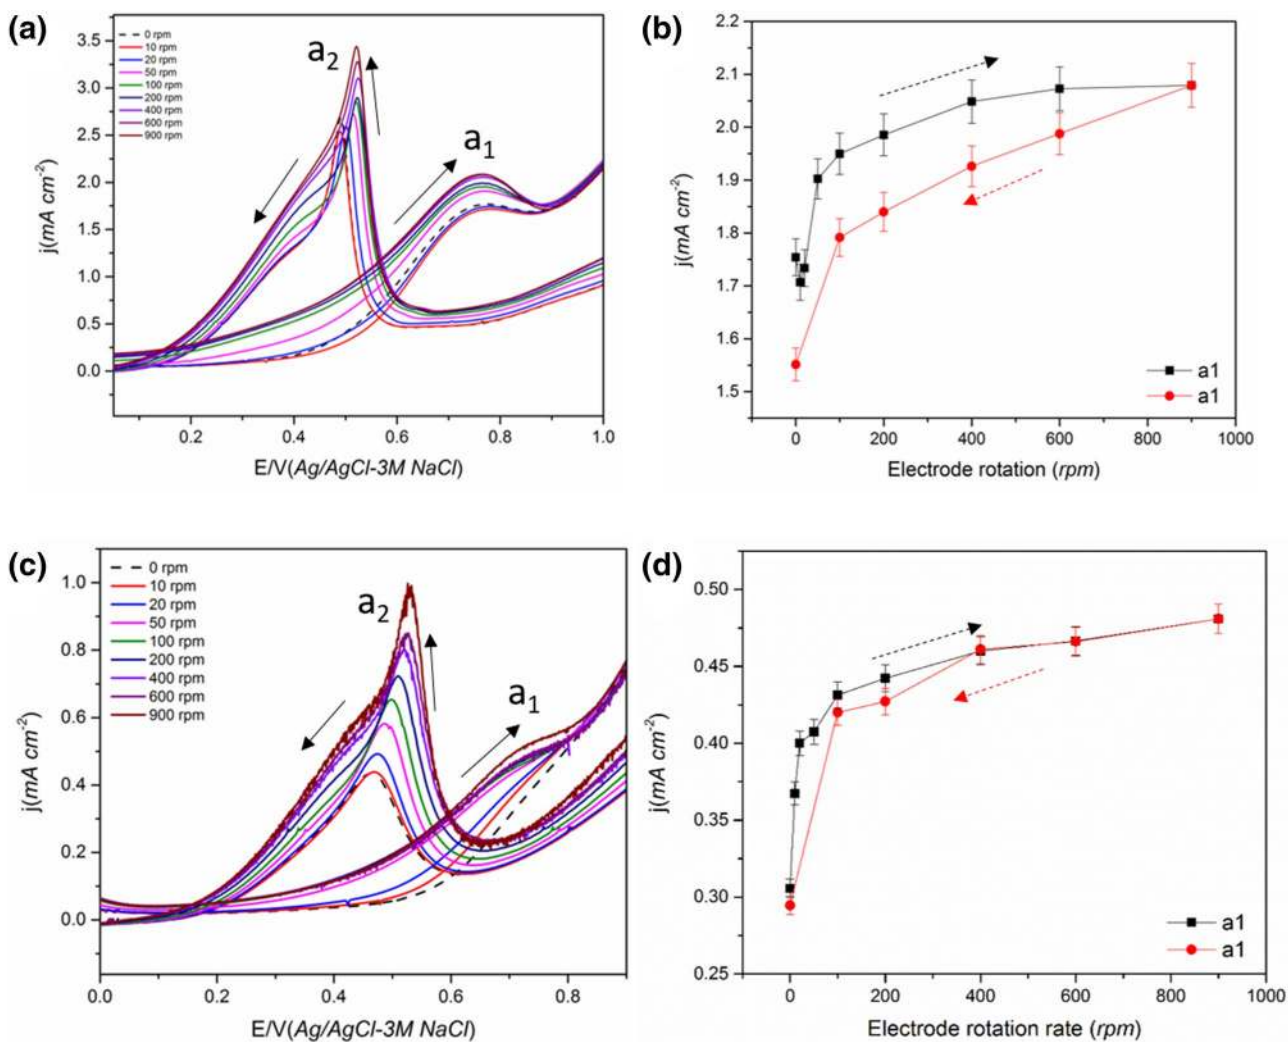 (a)
0 rpm
10 rpm
20 rpm
50 rpm
100 rpm
200 rpm
400 rpm
600 rpm
900 rpm
a2
a1
3.5
3.0
2.5
2.0
1.5
1.0
0.5
0.0
j(mA cm-2)
0.2 0.4 0.6 0.8 1.0
E/V(Ag/AgCl-3M NaCl)
(b)
2.2
2.1
2.0
1.9
1.8
1.7
1.6
1.5
j(mA cm-2)
a1
a1
0 200 400 600 800 1000
Electrode rotation (rpm)
(c)
0 rpm
10 rpm
20 rpm
50 rpm
100 rpm
200 rpm
400 rpm
600 rpm
900 rpm
a2
a1
1.0
0.8
0.6
0.4
0.2
0.0
j(mA cm-2)
0.0 0.2 0.4 0.6 0.8
E/V(Ag/AgCl-3M NaCl)
(d)
0.50
0.45
0.40
0.35
0.30
0.25
j(mA cm-2)
a1
a1
0 200 400 600 800 1000
Electrode rotation rate (rpm)